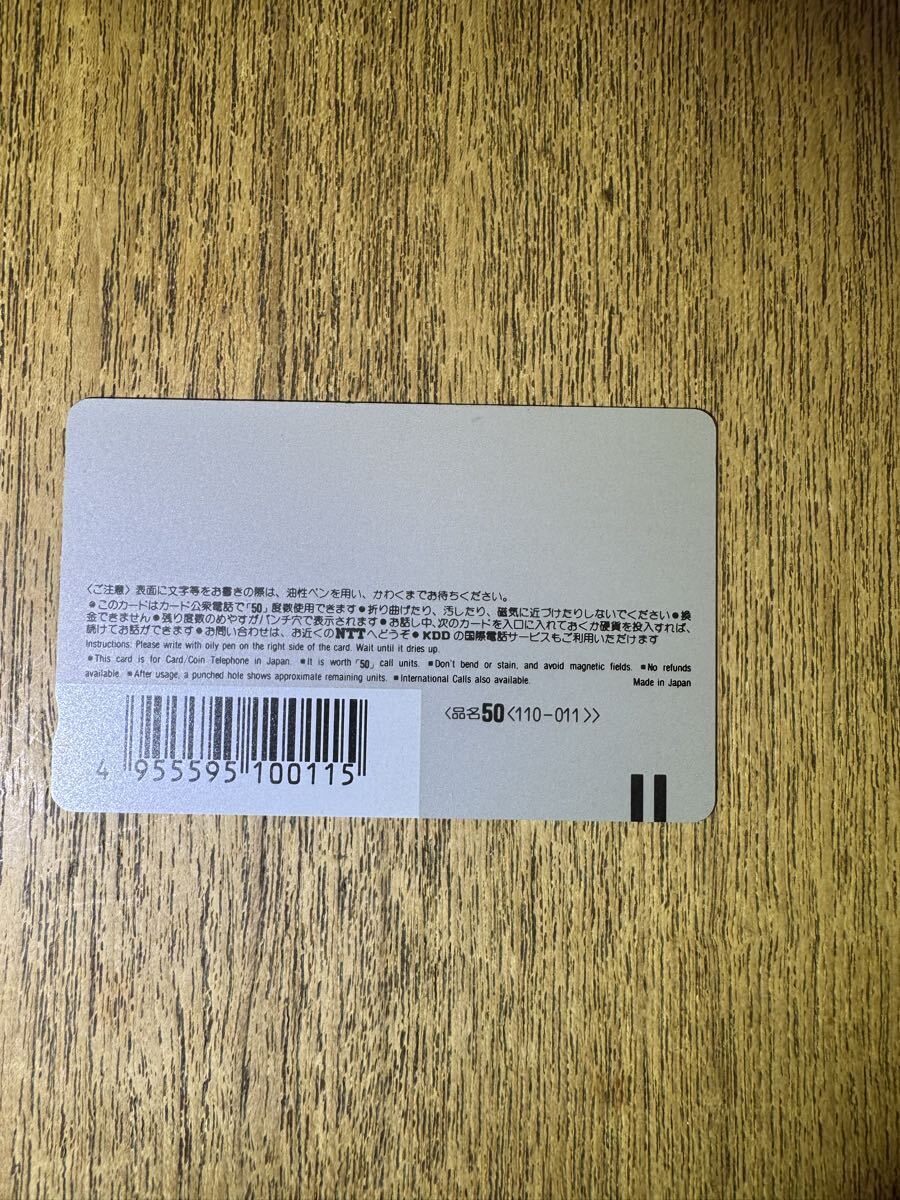 〈ご注意〉表面に文字等をお書きの際は、油性ペンを用い、かわくまでお待ちください。
●このカードはカード公衆電話で「50」度数使用できます●折り曲げたり、汚したり、磁気に近づけたりしないでください●換
金できません●残り度数のめやすがパンチ穴で表示されます●お話し中、次のカードを入口に入れておくか硬貨を投入すれば、
続けてお話ができます●お問い合わせは、お近くのNTTへどうぞ●KDDの国際電話サービスもご利用いただけます
Instructions: Please write with oily pen on the right side of the card. Wait until it dries up.
■This card is for Card/Coin Telephone in Japan. ■It is worth「50」call units. ■Don't bend or stain, and avoid magnetic fields. ■No refunds
available. ■After usage, a punched hole shows approximate remaining units. ■International Calls also available.
Made in Japan
〈品名50〈110-011〉〉
4 955595 100115